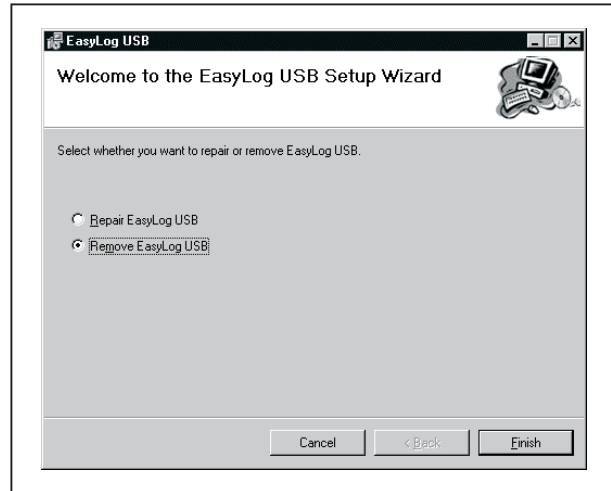 EasyLog USB
Welcome to the EasyLog USB Setup Wizard
Select whether you want to repair or remove EasyLog USB.
Repair EasyLog USB
Remove EasyLog USB
Cancel
< Back
Finish